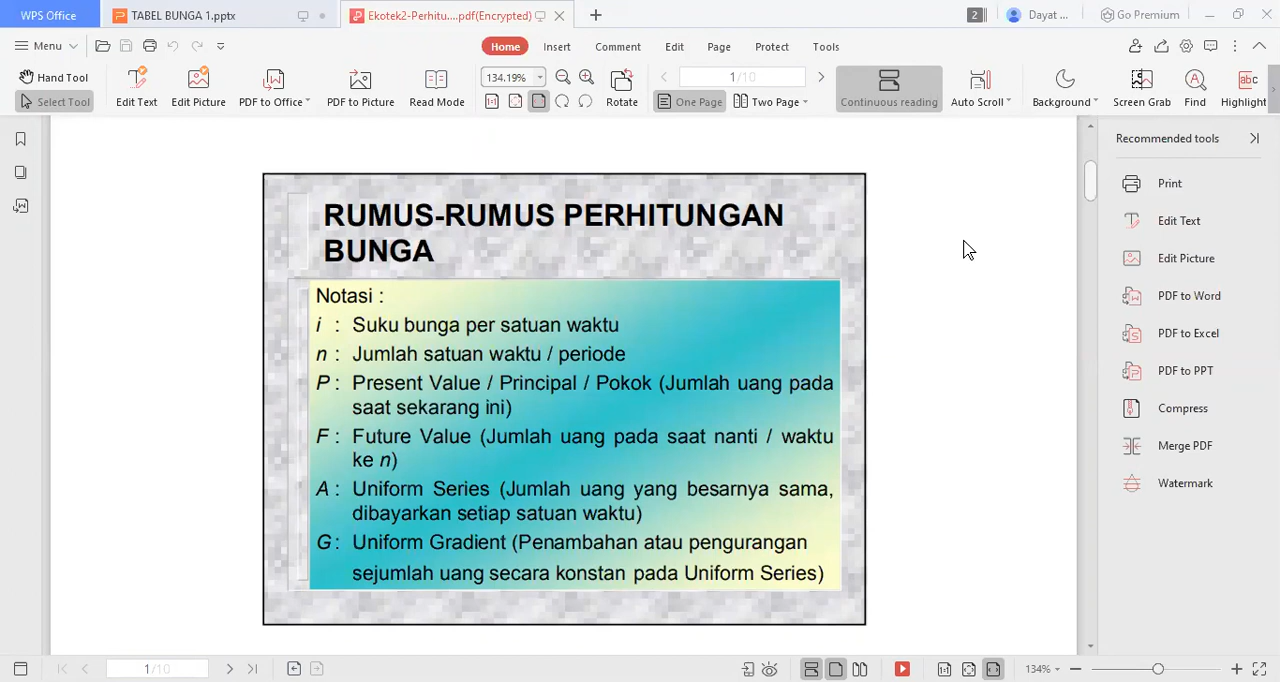 WPS Office
TABEL BUNGA 1.pptx
Ekotek2-Perhitu....pdf(Encrypted)
2
Dayat ...
Go Premium
Menu
Home
Insert
Comment
Edit
Page
Protect
Tools
Hand Tool
Select Tool
Edit Text
Edit Picture
PDF to Office
PDF to Picture
Read Mode
134.19%
Rotate
1/10
One Page
Two Page
Continuous reading
Auto Scroll
Background
Screen Grab
Find
Highlight
RUMUS-RUMUS PERHITUNGAN
BUNGA
Notasi :
i : Suku bunga per satuan waktu
n : Jumlah satuan waktu / periode
P : Present Value / Principal / Pokok (Jumlah uang pada
saat sekarang ini)
F : Future Value (Jumlah uang pada saat nanti / waktu
ke n)
A : Uniform Series (Jumlah uang yang besarnya sama,
dibayarkan setiap satuan waktu)
G : Uniform Gradient (Penambahan atau pengurangan
sejumlah uang secara konstan pada Uniform Series)
Recommended tools
Print
Edit Text
Edit Picture
PDF to Word
PDF to Excel
PDF to PPT
Compress
Merge PDF
Watermark
1/10
134%